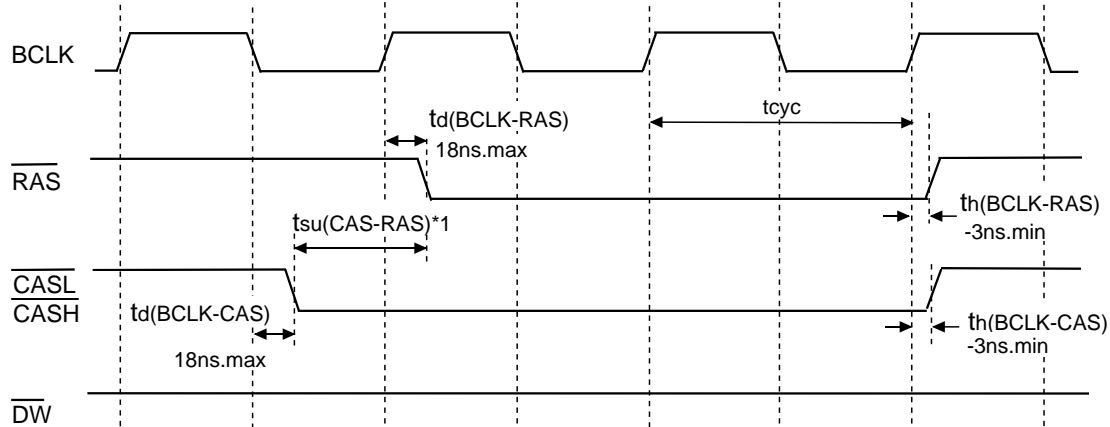 BCLK
td(BCLK-RAS)
18ns.max
tcyc
RAS
tsu(CAS-RAS)*1
th(BCLK-RAS)
-3ns.min
CASL
CASH
td(BCLK-CAS)
18ns.max
th(BCLK-CAS)
-3ns.min
DW